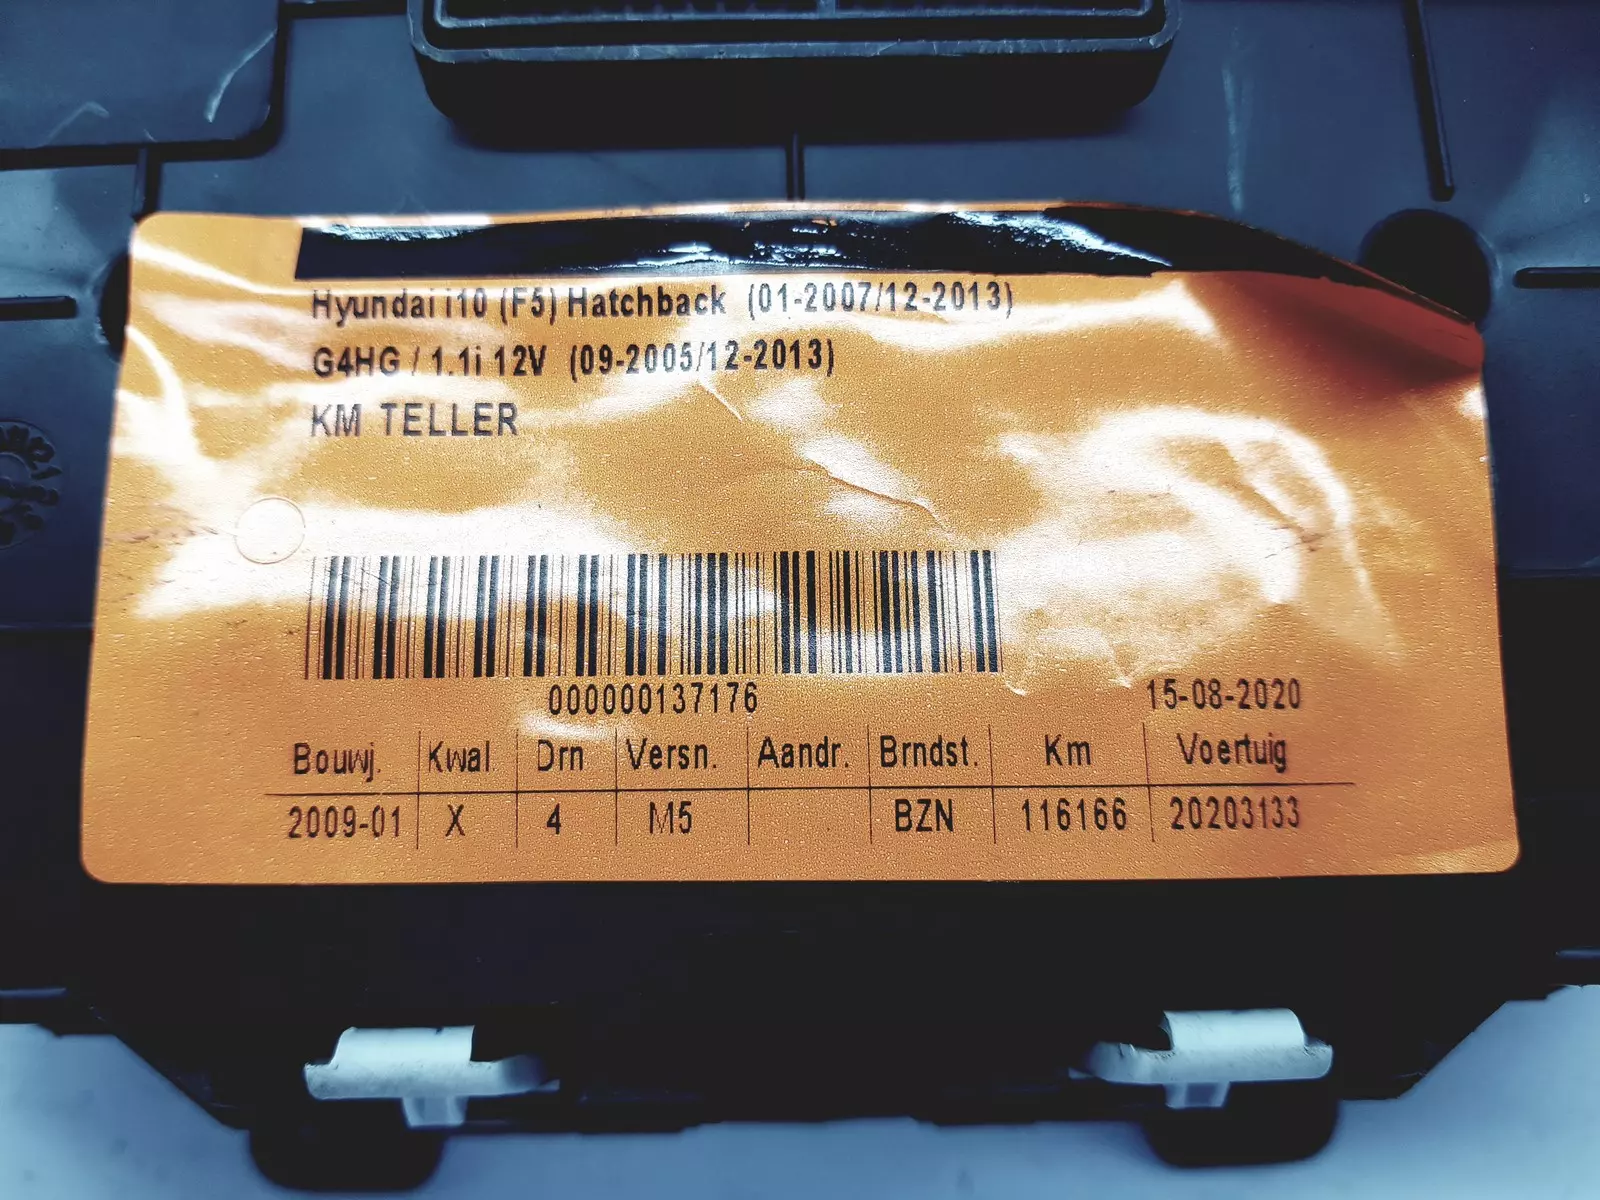 Hyundai i10 (F5) Hatchback (01-2007/12-2013)
G4HG / 1.1i 12V (09-2005/12-2013)
KM TELLER
000000137176
15-08-2020
Bouwj. Kwal. Drn Versn. Aandr. Brndst. Km Voertuig
2009-01 X 4 M5 BZN 116166 20203133